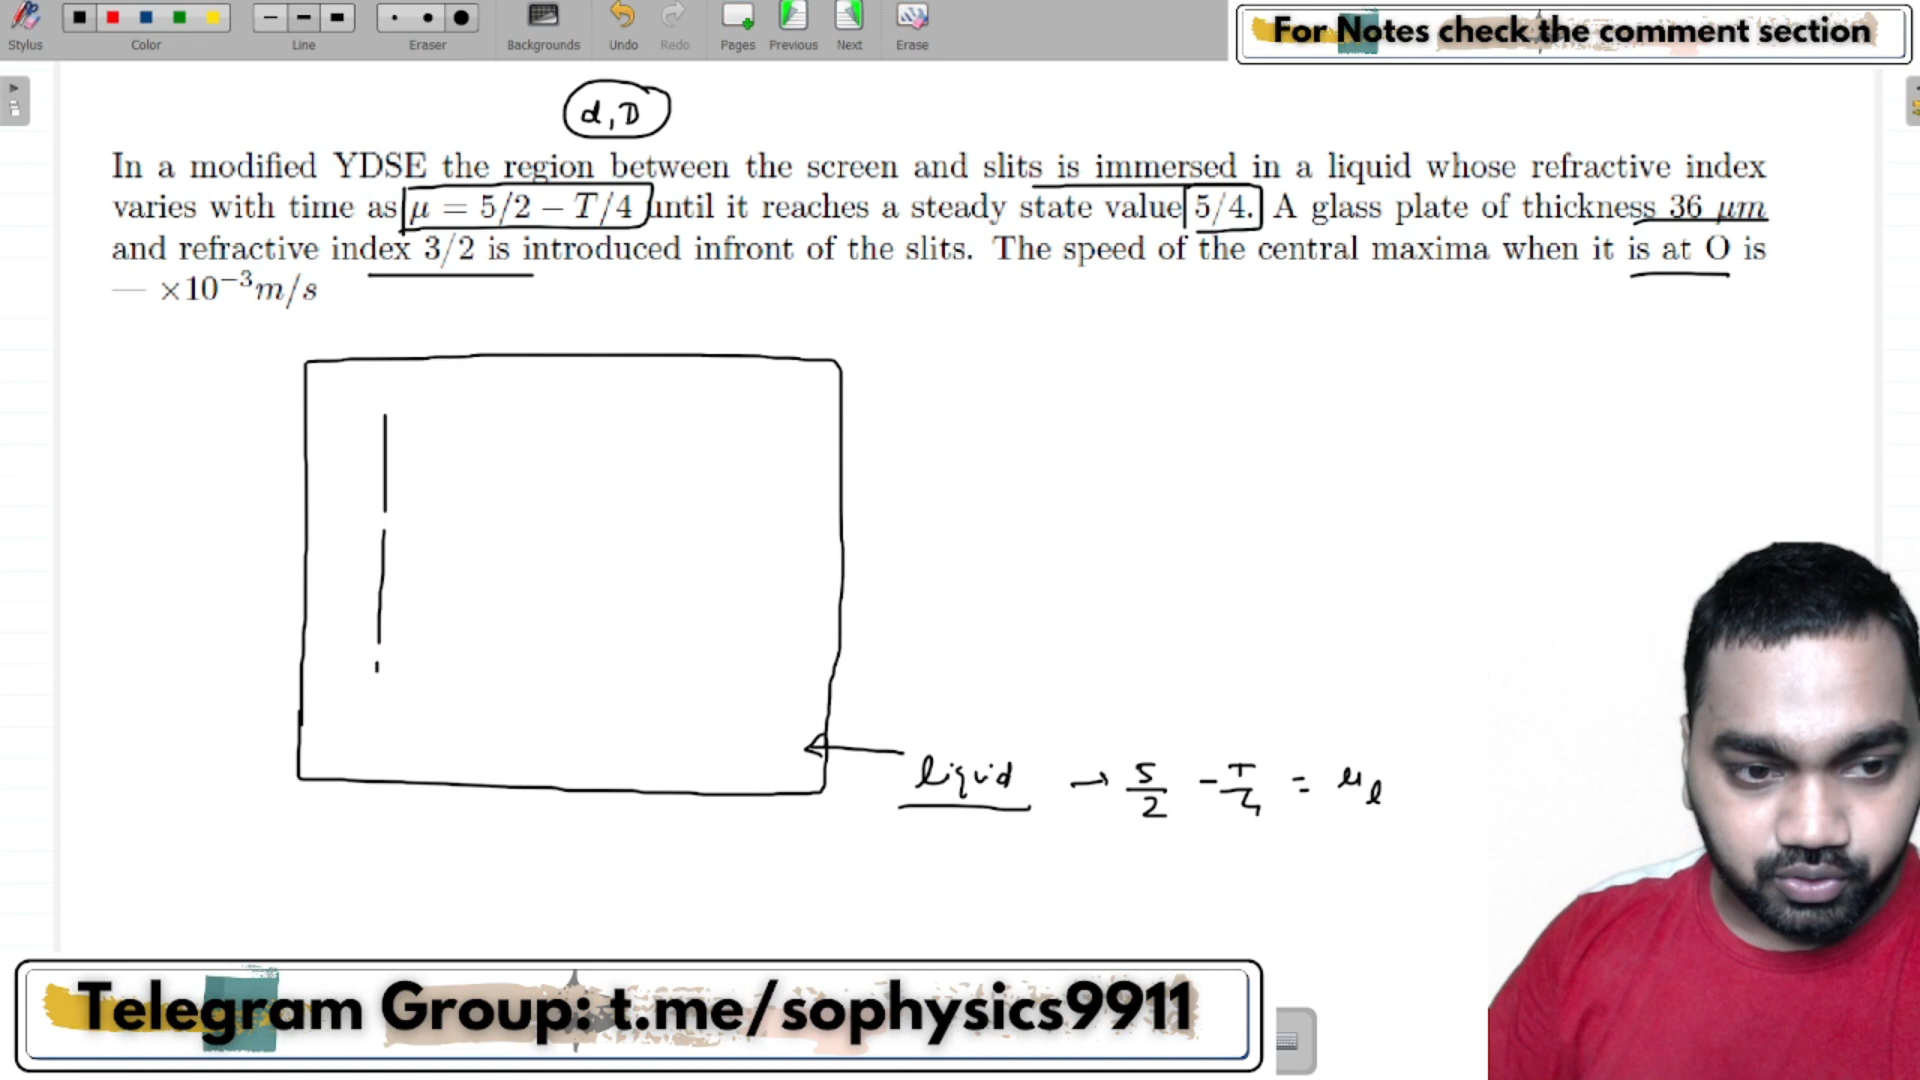 Stylus
Color
Line
Eraser
Backgrounds
Undo
Redo
Pages
Previous
Next
Erase
For Notes check the comment section
d, D
In a modified YDSE the region between the screen and slits is immersed in a liquid whose refractive index
varies with time as μ = 5/2 − T/4 until it reaches a steady state value 5/4. A glass plate of thickness 36 μm
and refractive index 3/2 is introduced infront of the slits. The speed of the central maxima when it is at O is
— ×10⁻³m/s
liquid → 5/2 - T/4 = μₗ
Telegram Group: t.me/sophysics9911